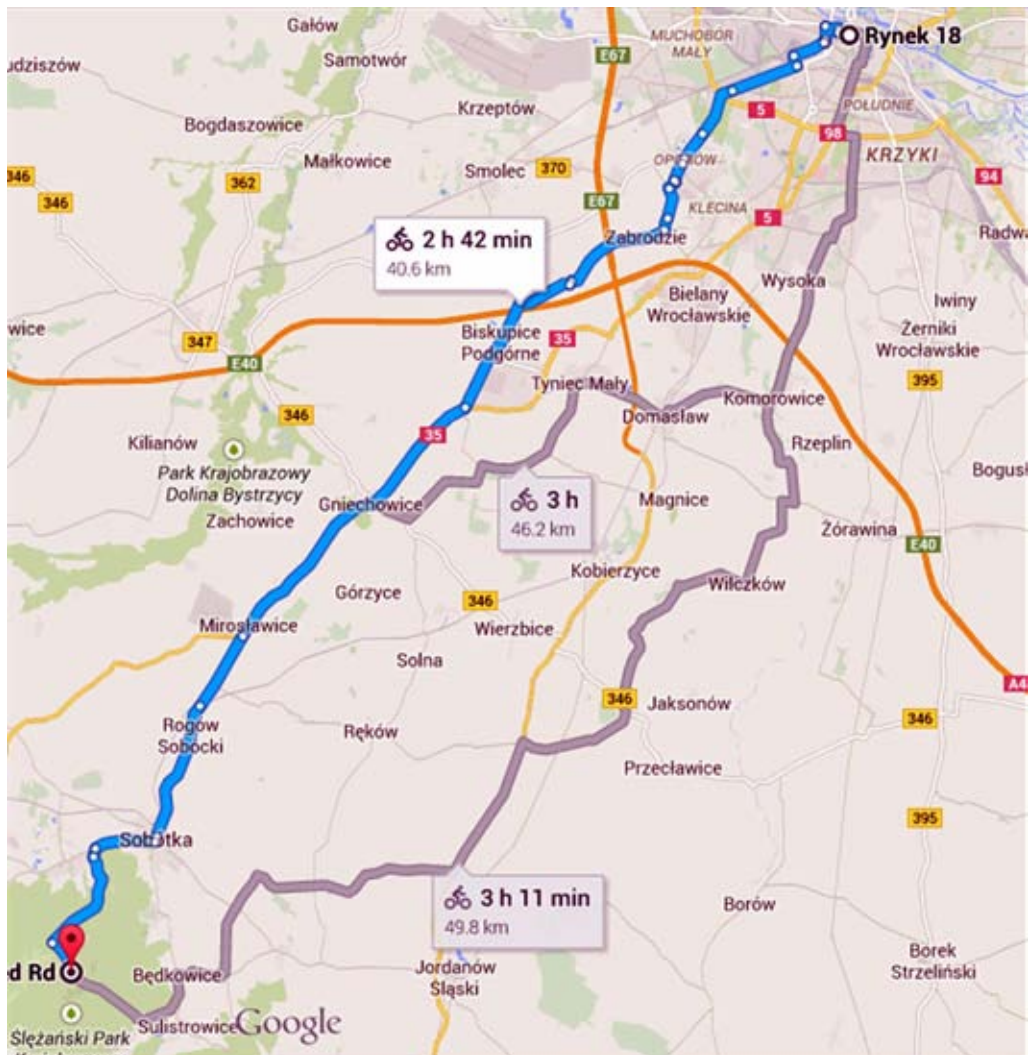 Gałów
Rynek 18
MUCHOBÓR
MAŁY
E67
Samotwór
udziszów
Krzeptów
5
POŁUDNIE
Bogdaszowice
98
KRZYKI
Małkowice
OPORÓW
346
Smolec
370
94
362
346
E67
KLECINA
5
Radwa
2 h 42 min
40.6 km
Zabrodzie
Wysoka
Bielany
Wrocławskie
Iwiny
owice
347
Biskupice
Podgórne
35
Żerniki
Wrocławskie
E40
395
Tyniec Mały
Komorowice
346
Domasław
35
Kilianów
Rzeplin
Park Krajobrazowy
Dolina Bystrzycy
Bogus
Gniechowice
3 h
46.2 km
Magnice
Zachowice
Żórawina
E40
Kobierzyce
Wilczków
Górzyce
346
Mirosławice
Wierzbice
Solna
A4
346
Jaksonów
346
Rogów
Sobócki
Ręków
Przecławice
395
Sobótka
3 h 11 min
49.8 km
Borów
ed Rd
Będkowice
Jordanów
Śląski
Borek
Strzeliński
Sulistrowice
Google
Ślężański Park